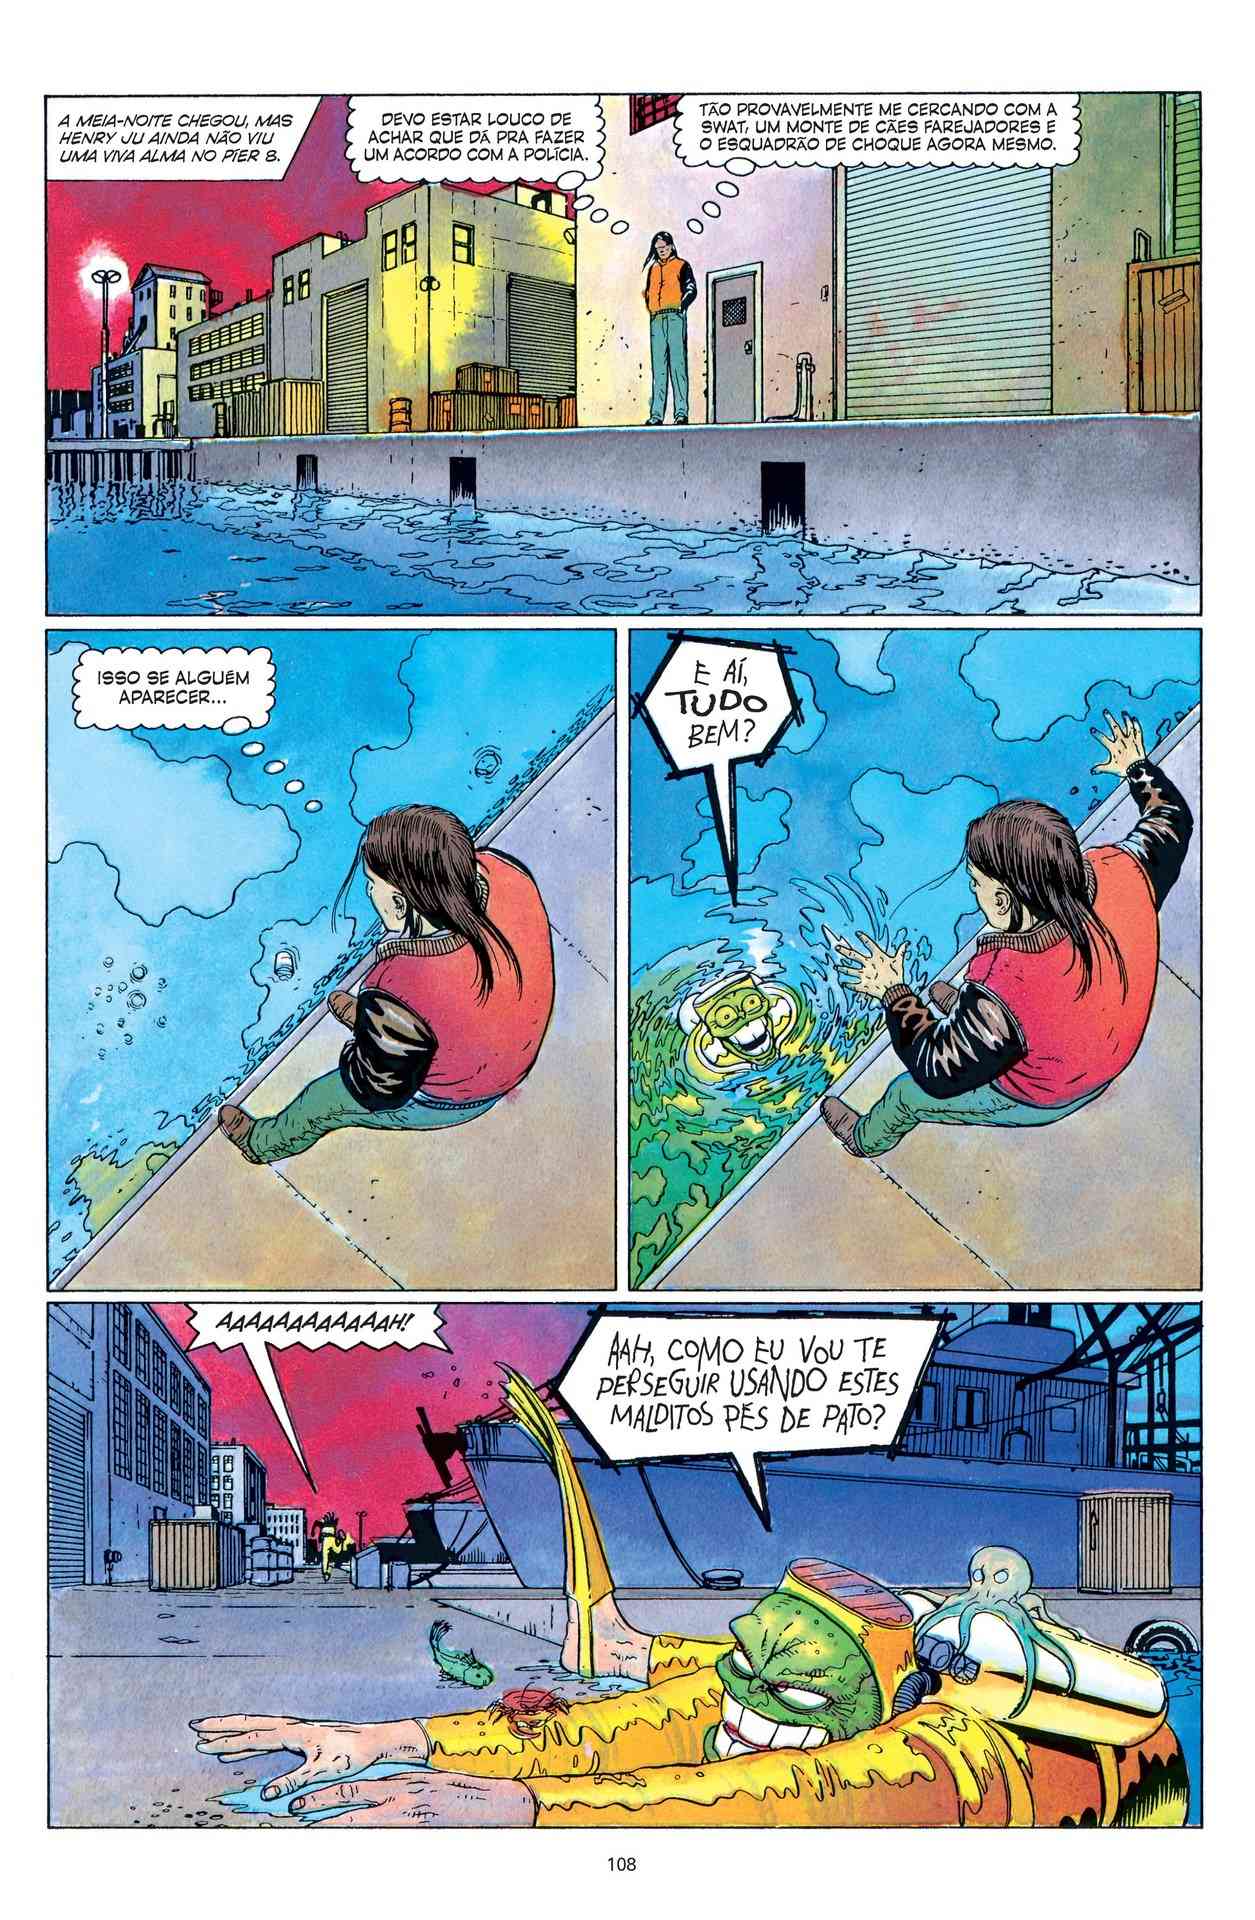 A MEIA-NOITE CHEGOU, MAS
HENRY JU AINDA NÃO VIU
UMA VIVA ALMA NO PÍER 8.
DEVO ESTAR LOUCO DE
ACHAR QUE DÁ PRA FAZER
UM ACORDO COM A POLÍCIA.
TÃO PROVAVELMENTE ME CERCANDO COM A
SWAT, UM MONTE DE CÃES FAREJADORES E
O ESQUADRÃO DE CHOQUE AGORA MESMO.
ISSO SE ALGUÉM
APARECER...
E AÍ,
TUDO
BEM?
AAAAAAAAAAAAH!
AAH, COMO EU VOU TE
PERSEGUIR USANDO ESTES
MALDITOS PÉS DE PATO?
108